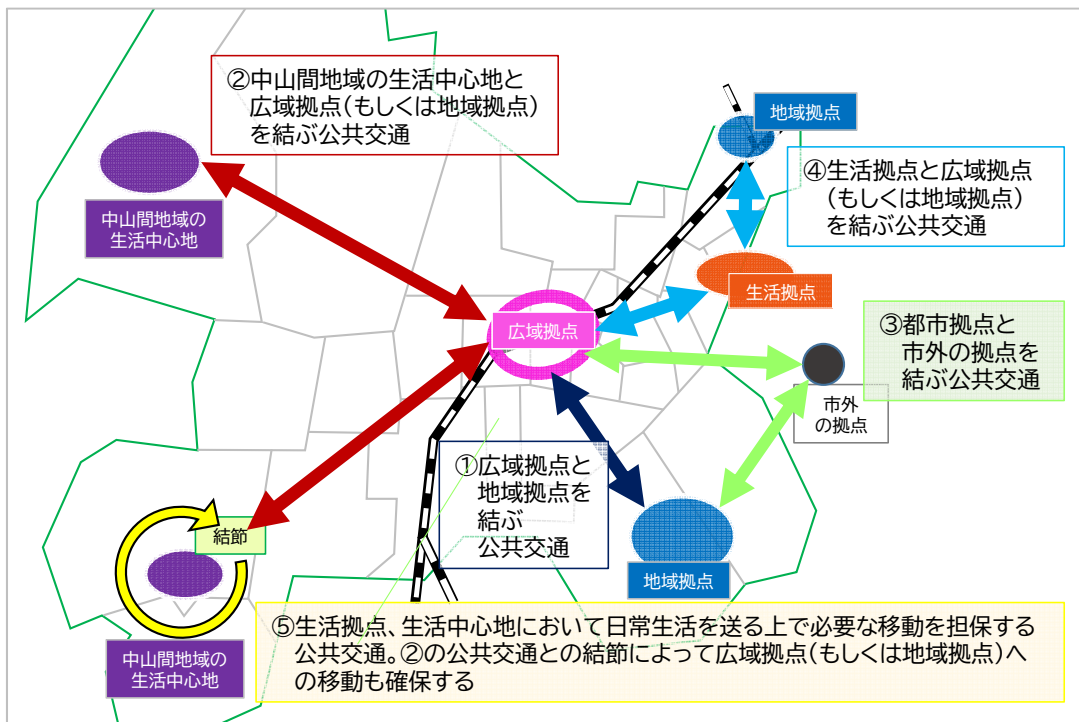 ②中山間地域の生活中心地と
広域拠点(もしくは地域拠点)
を結ぶ公共交通
地域拠点
④生活拠点と広域拠点
(もしくは地域拠点)
を結ぶ公共交通
中山間地域の
生活中心地
生活拠点
広域拠点
③都市拠点と
市外の拠点を
結ぶ公共交通
市外
の拠点
①広域拠点と
地域拠点を
結ぶ
公共交通
結節
地域拠点
⑤生活拠点、生活中心地において日常生活を送る上で必要な移動を担保する
公共交通。②の公共交通との結節によって広域拠点(もしくは地域拠点)へ
の移動も確保する
中山間地域の
生活中心地